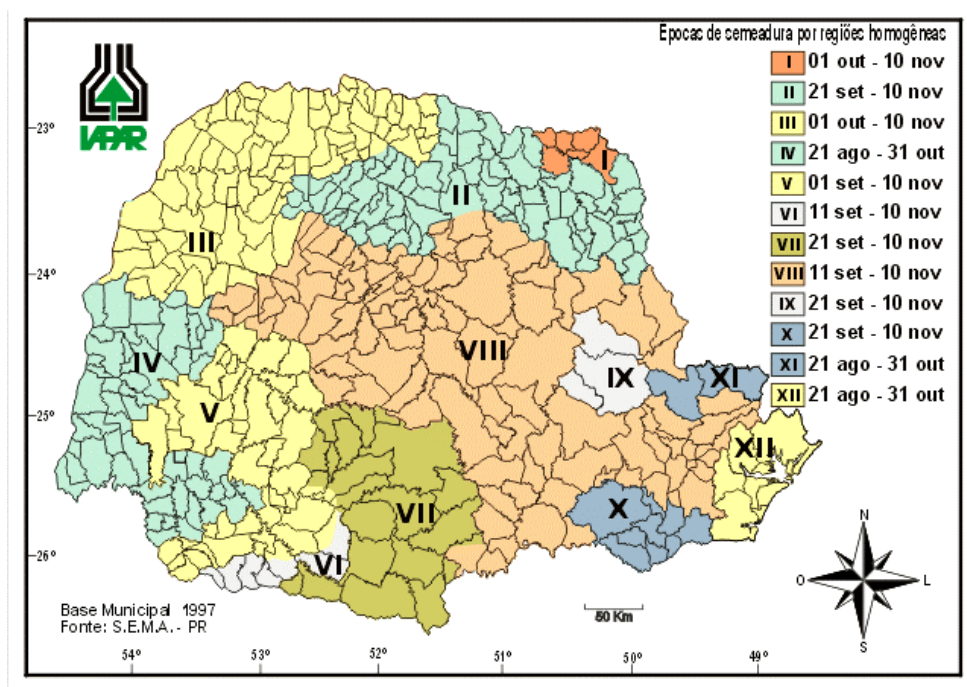 Epocas de semeadura por regiões homogêneas
I 01 out - 10 nov
II 21 set - 10 nov
III 01 out - 10 nov
IV 21 ago - 31 out
V 01 set - 10 nov
VI 11 set - 10 nov
VII 21 set - 10 nov
VIII 11 set - 10 nov
IX 21 set - 10 nov
X 21 set - 10 nov
XI 21 ago - 31 out
XII 21 ago - 31 out
IAPAR
23°
24°
25°
26°
I
II
III
IV
VIII
IX
XI
V
XII
VII
X
VI
N
O
L
S
50 Km
Base Municipal 1997
Fonte: S.E.M.A. - PR
54°
53°
52°
51°
50°
49°